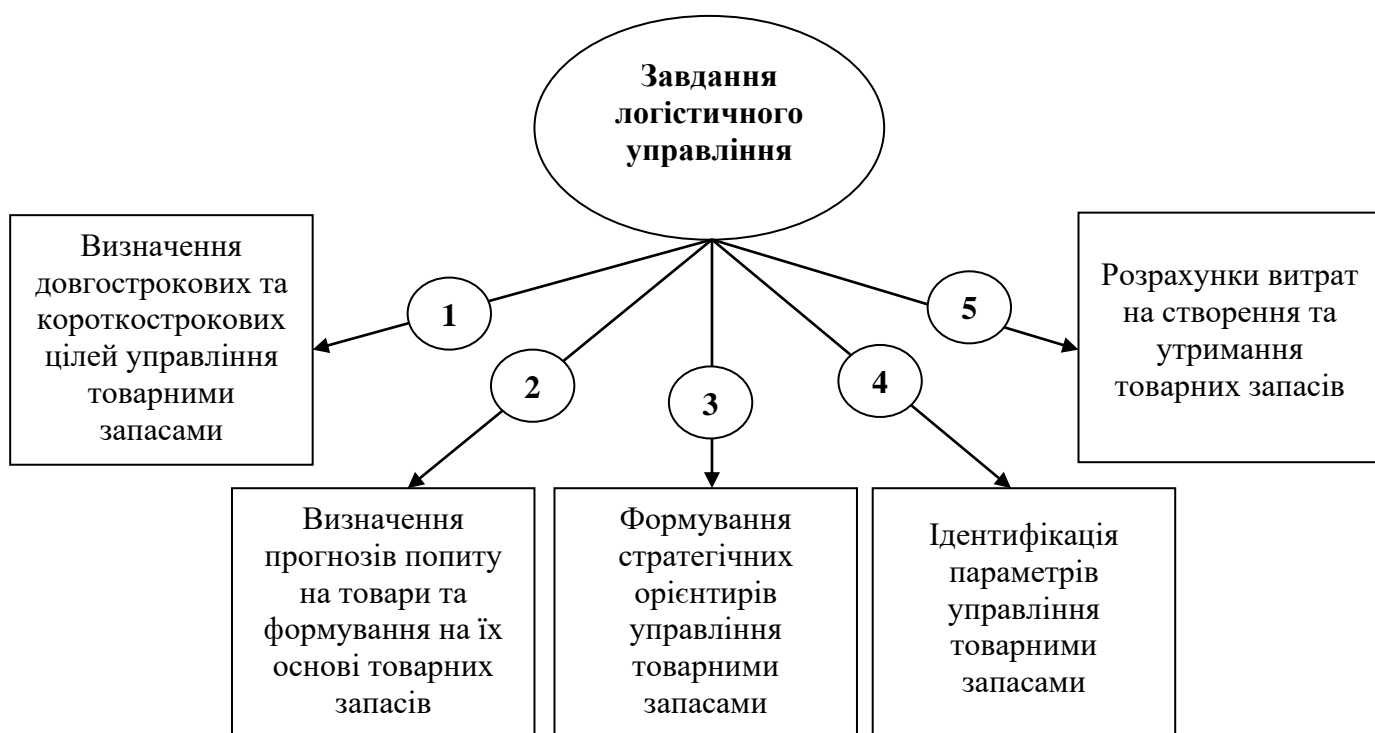 Завдання
логістичного
управління
Визначення
довгострокових та
короткострокових
цілей управління
товарними
запасами
1
2
3
4
5
Розрахунки витрат
на створення та
утримання
товарних запасів
Визначення
прогнозів попиту
на товари та
формування на їх
основі товарних
запасів
Формування
стратегічних
орієнтирів
управління
товарними
запасами
Ідентифікація
параметрів
управління
товарними
запасами